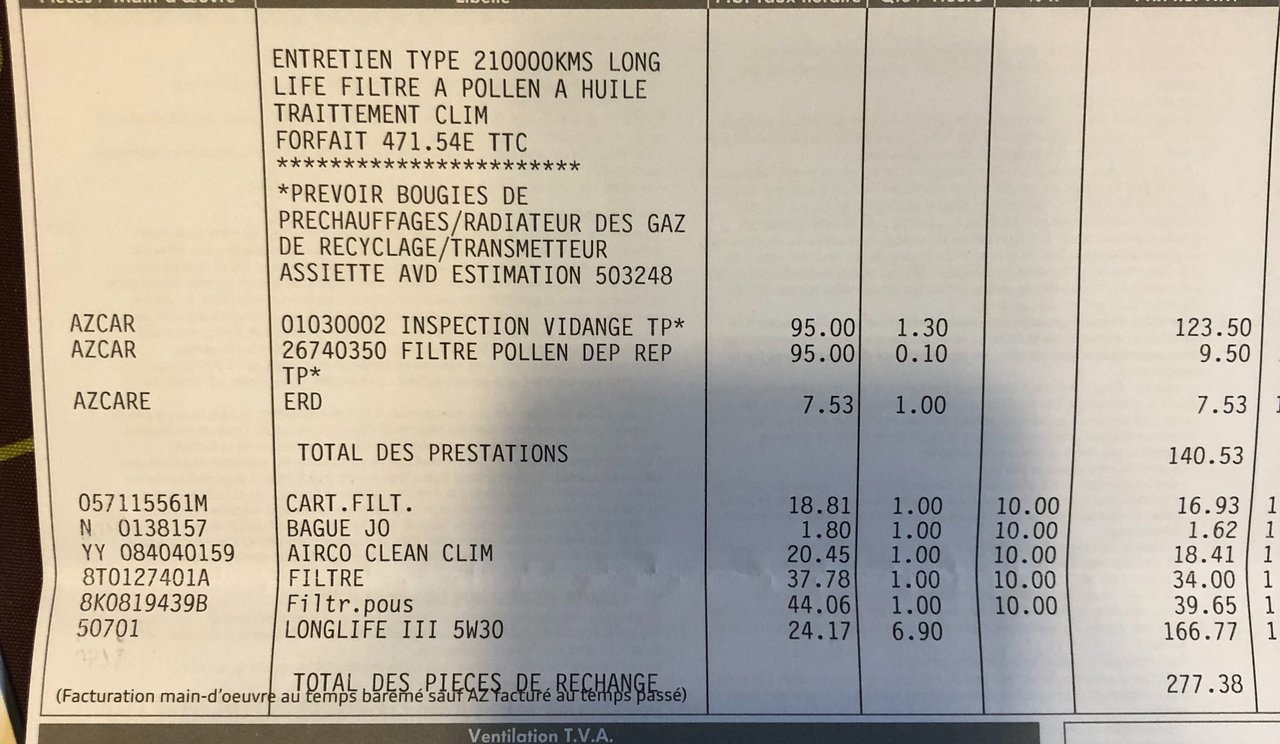 ENTRETIEN TYPE 210000KMS LONG
LIFE FILTRE A POLLEN A HUILE
TRAITTEMENT CLIM
FORFAIT 471.54E TTC
***********************
*PREVOIR BOUGIES DE
PRECHAUFFAGES/RADIATEUR DES GAZ
DE RECYCLAGE/TRANSMETTEUR
ASSIETTE AVD ESTIMATION 503248
AZCAR 01030002 INSPECTION VIDANGE TP* 95.00 1.30 123.50
AZCAR 26740350 FILTRE POLLEN DEP REP 95.00 0.10 9.50
TP*
AZCARE ERD 7.53 1.00 7.53
TOTAL DES PRESTATIONS 140.53
057115561M CART.FILT. 18.81 1.00 10.00 16.93
N 0138157 BAGUE JO 1.80 1.00 10.00 1.62
YY 084040159 AIRCO CLEAN CLIM 20.45 1.00 10.00 18.41
8T0127401A FILTRE 37.78 1.00 10.00 34.00
8K0819439B Filtr.pous 44.06 1.00 10.00 39.65
50701 LONGLIFE III 5W30 24.17 6.90 166.77
TOTAL DES PIECES DE RECHANGE 277.38
(Facturation main-d'oeuvre au temps barémé sauf AZ facturé au temps passé)
Ventilation T.V.A.